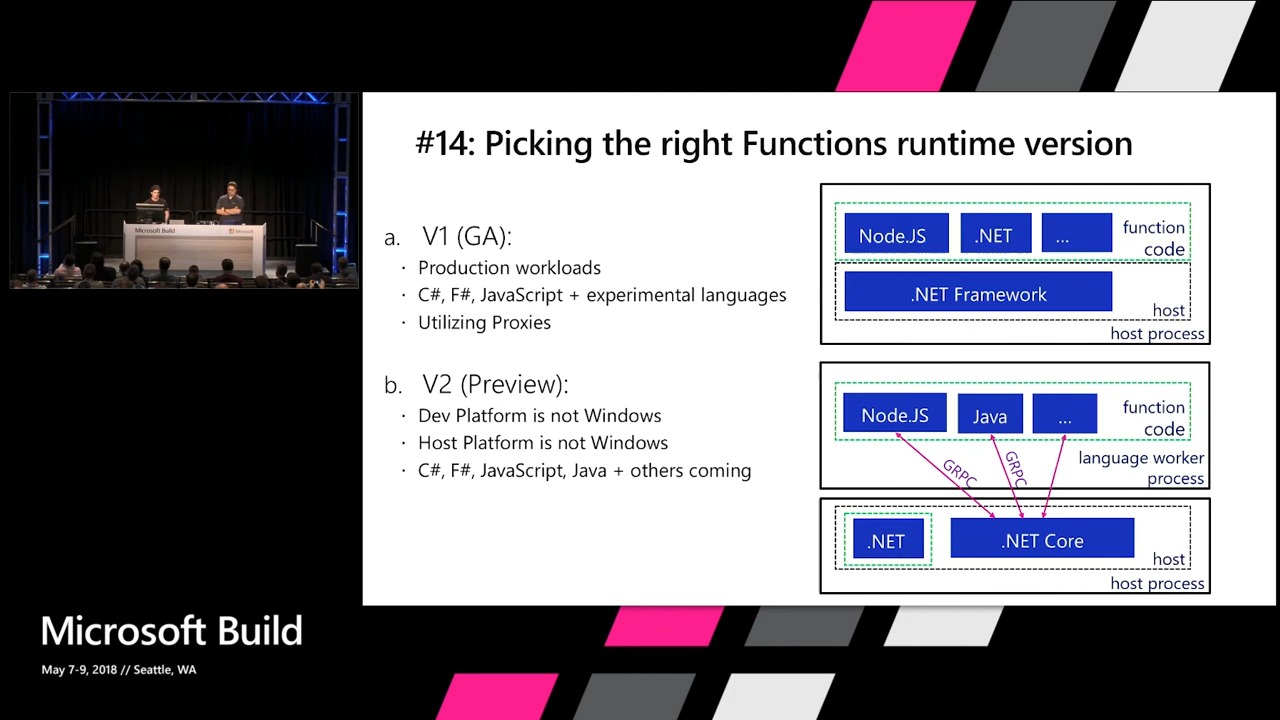 #14: Picking the right Functions runtime version
a. V1 (GA):
· Production workloads
· C#, F#, JavaScript + experimental languages
· Utilizing Proxies
b. V2 (Preview):
· Dev Platform is not Windows
· Host Platform is not Windows
· C#, F#, JavaScript, Java + others coming
Node.JS
.NET
...
function
code
.NET Framework
host
host process
Node.JS
Java
...
function
code
GRPC
GRPC
language worker
process
.NET
.NET Core
host
host process
Microsoft Build
Microsoft
Microsoft Build
May 7-9, 2018 // Seattle, WA